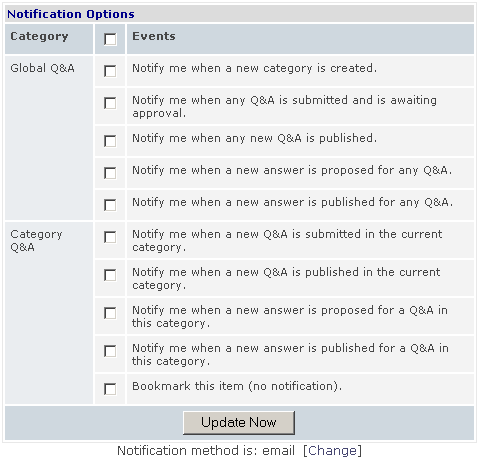 Notification Options
Category Events
Global Q&A Notify me when a new category is created.
Notify me when any Q&A is submitted and is awaiting
approval.
Notify me when any new Q&A is published.
Notify me when a new answer is proposed for any Q&A.
Notify me when a new answer is published for any Q&A.
Category Notify me when a new Q&A is submitted in the current
Q&A category.
Notify me when a new Q&A is published in the current
category.
Notify me when a new answer is proposed for a Q&A in
this category.
Notify me when a new answer is published for a Q&A in
this category.
Bookmark this item (no notification).
Update Now
Notification method is: email [Change]